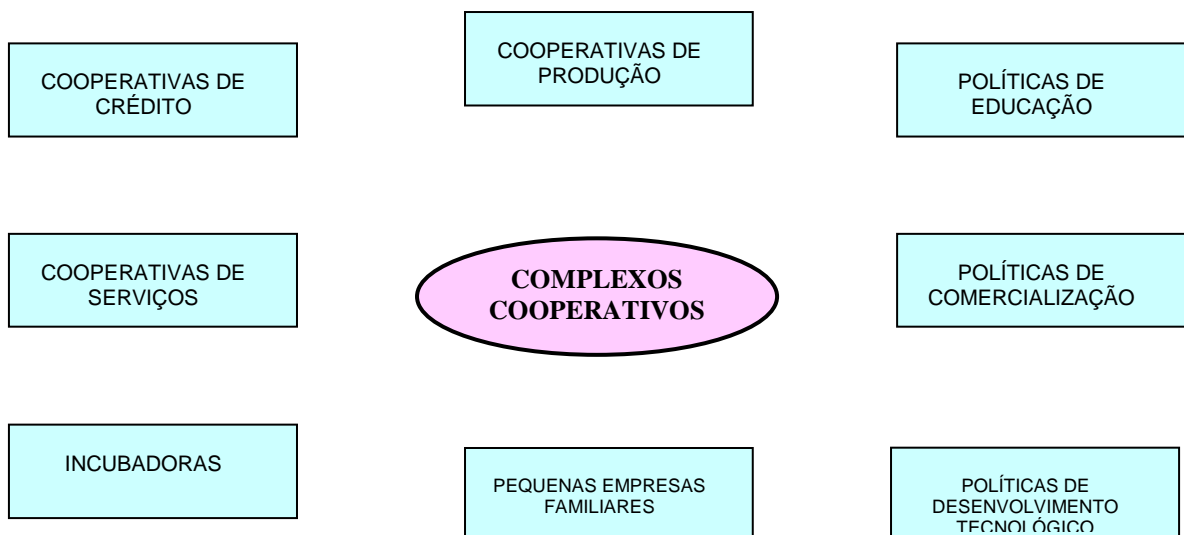 COOPERATIVAS DE
CRÉDITO
COOPERATIVAS DE
PRODUÇÃO
POLÍTICAS DE
EDUCAÇÃO
COOPERATIVAS DE
SERVIÇOS
COMPLEXOS
COOPERATIVOS
POLÍTICAS DE
COMERCIALIZAÇÃO
INCUBADORAS
PEQUENAS EMPRESAS
FAMILIARES
POLÍTICAS DE
DESENVOLVIMENTO
TECNOLÓGICO